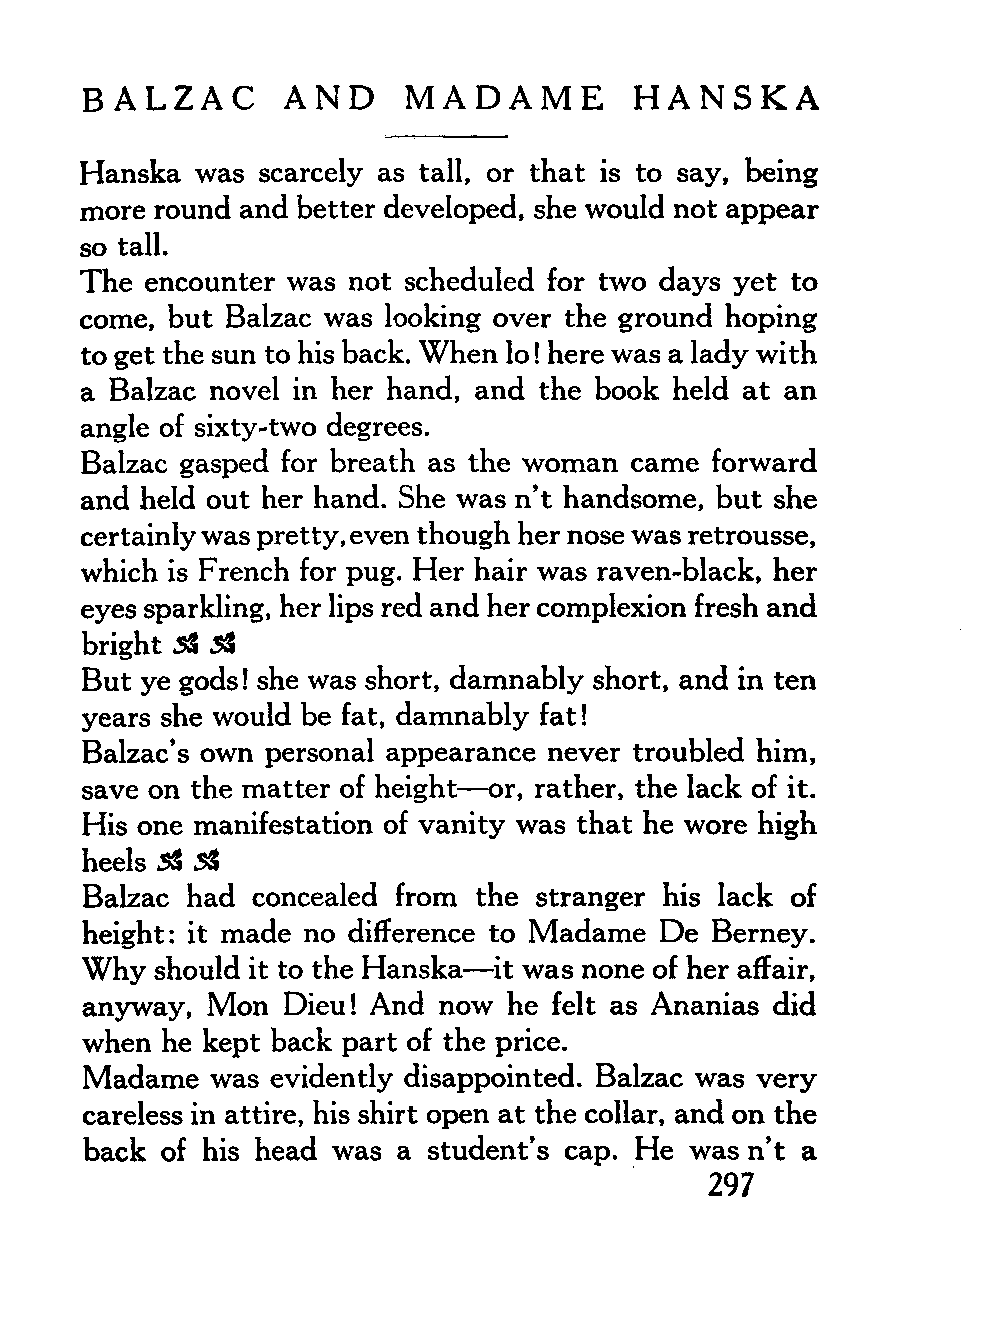 BALZAC AND MADAME HANSKA
Hanska was scarcely as tall, or that is to say, being
more round and better developed, she would not appear
so tall.
The encounter was not scheduled for two days yet to
come, but Balzac was looking over the ground hoping
to get the sun to his back. When lo! here was a lady with
a Balzac novel in her hand, and the book held at an
angle of sixty-two degrees.
Balzac gasped for breath as the woman came forward
and held out her hand. She was n't handsome, but she
certainly was pretty, even though her nose was retrousse,
which is French for pug. Her hair was raven-black, her
eyes sparkling, her lips red and her complexion fresh and
bright
But ye gods! she was short, damnably short, and in ten
years she would be fat, damnably fat!
Balzac's own personal appearance never troubled him,
save on the matter of height—or, rather, the lack of it.
His one manifestation of vanity was that he wore high
heels
Balzac had concealed from the stranger his lack of
height: it made no difference to Madame De Berney.
Why should it to the Hanska—it was none of her affair,
anyway, Mon Dieu! And now he felt as Ananias did
when he kept back part of the price.
Madame was evidently disappointed. Balzac was very
careless in attire, his shirt open at the collar, and on the
back of his head was a student's cap. He was n't a
297